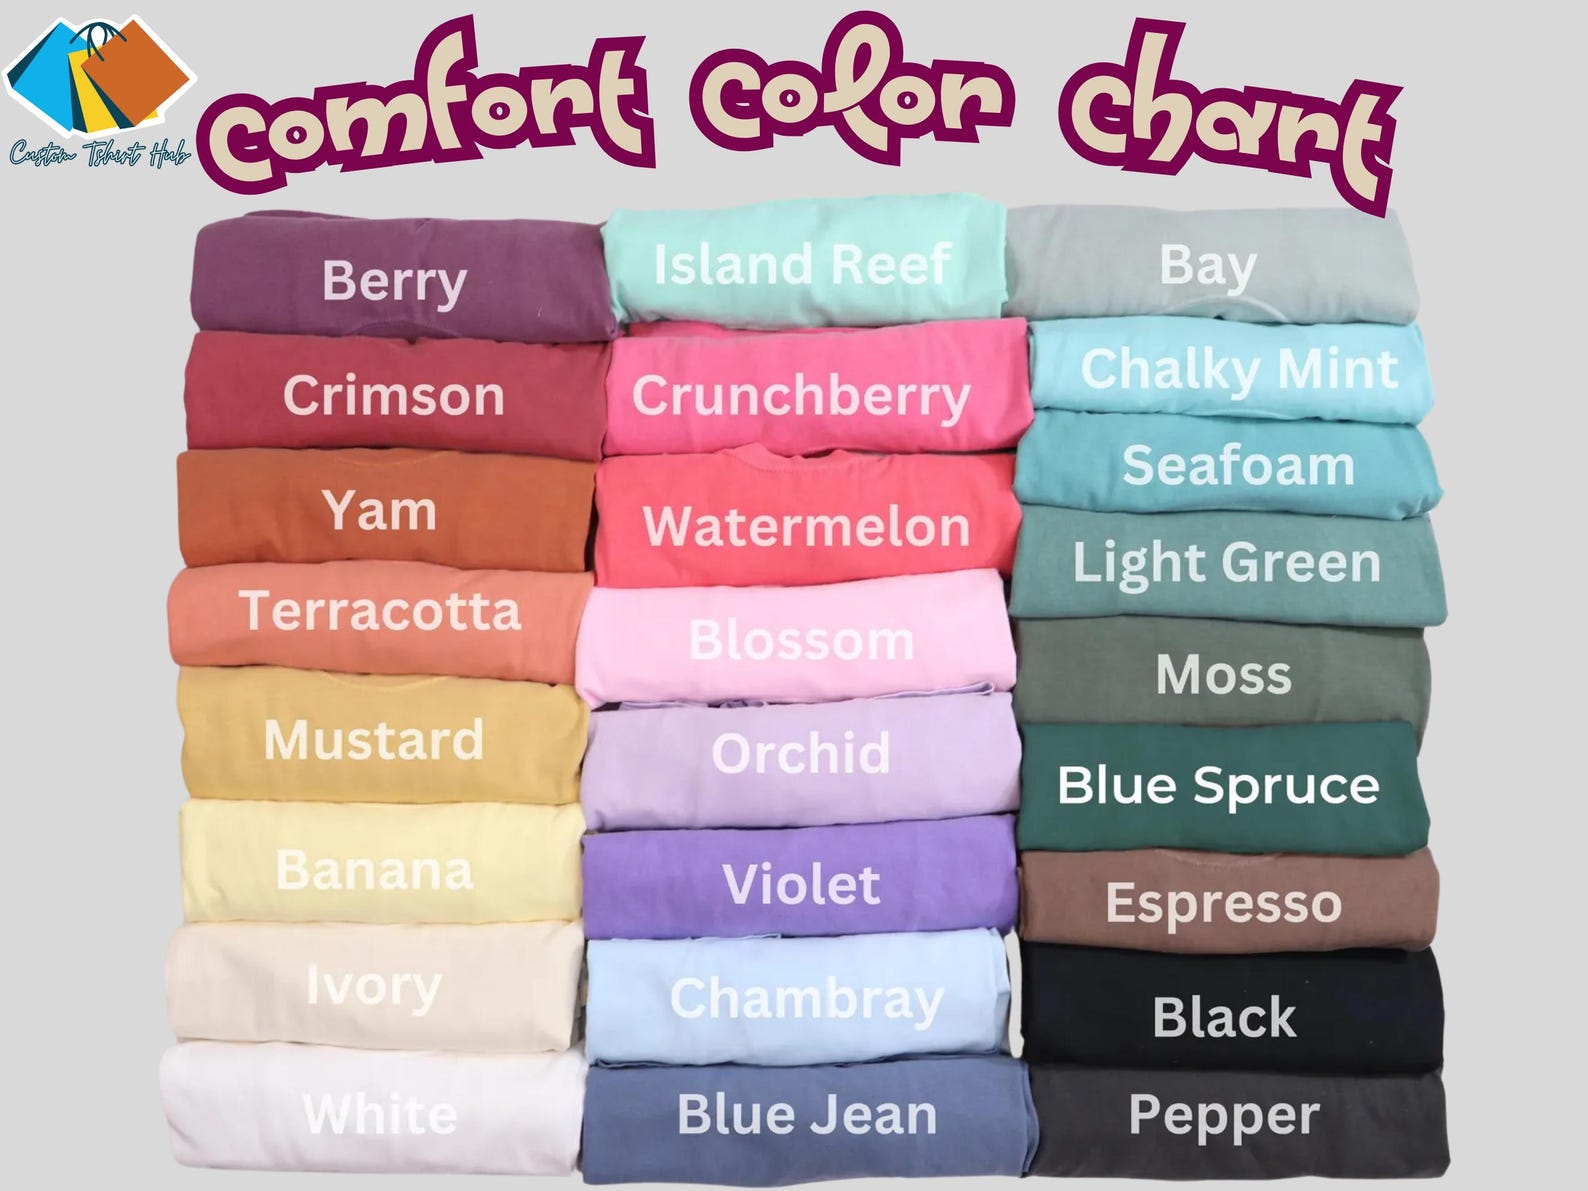 Custom Tshirt Hub
comfort color chart
Berry
Crimson
Yam
Terracotta
Mustard
Banana
Ivory
White
Island Reef
Crunchberry
Watermelon
Blossom
Orchid
Violet
Chambray
Blue Jean
Bay
Chalky Mint
Seafoam
Light Green
Moss
Blue Spruce
Espresso
Black
Pepper